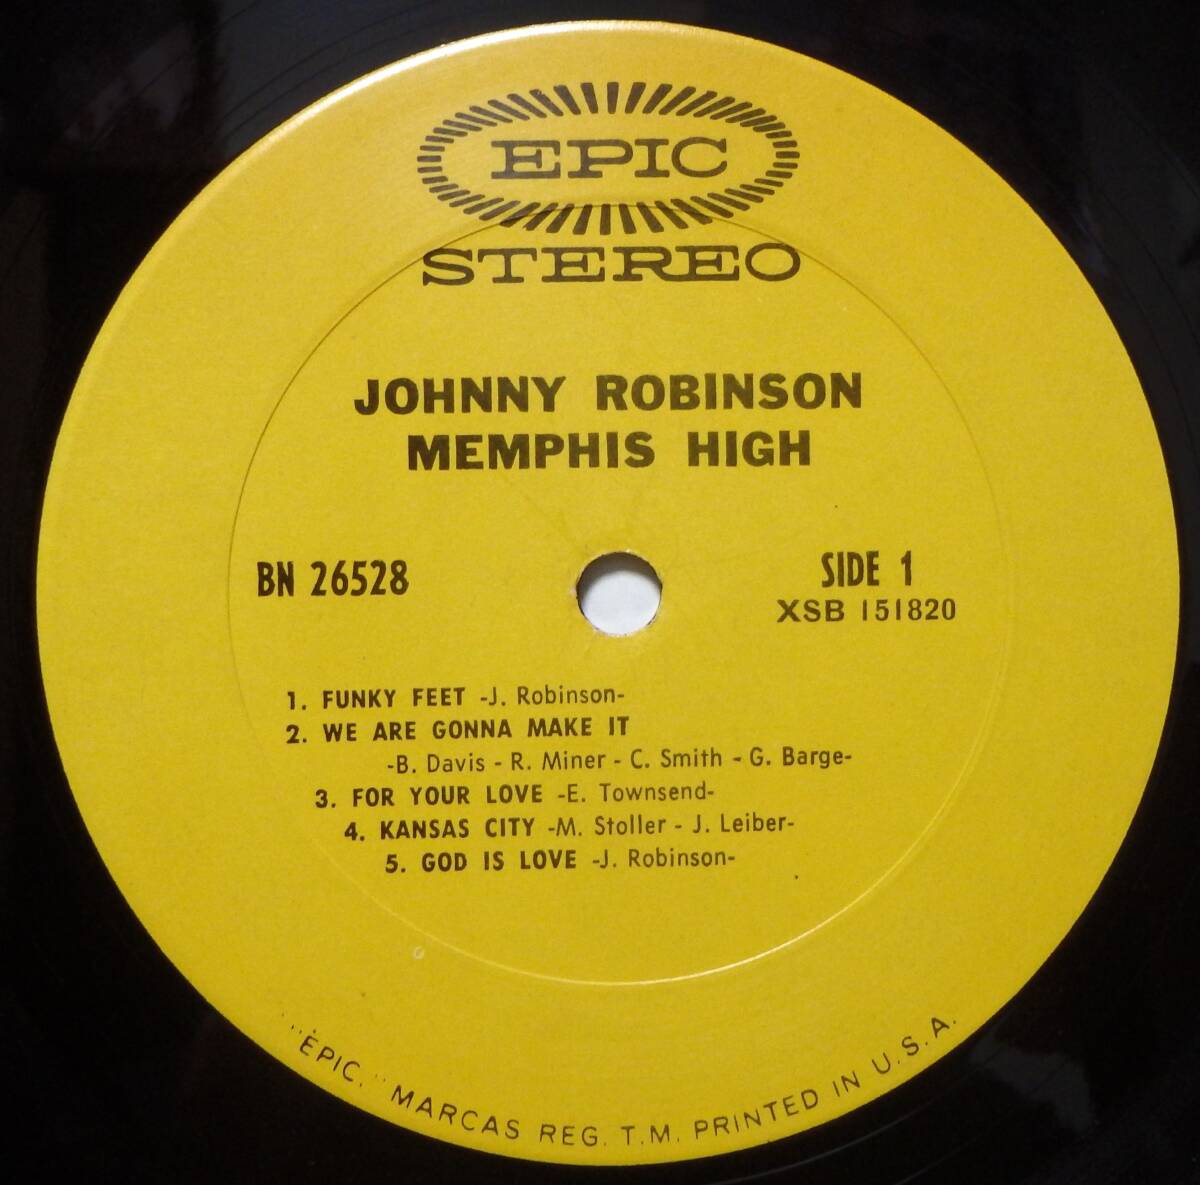 EPIC
STEREO
JOHNNY ROBINSON
MEMPHIS HIGH
BN 26528
SIDE 1
XSB 151820
1. FUNKY FEET -J. Robinson-
2. WE ARE GONNA MAKE IT
-B. Davis - R. Miner - C. Smith - G. Barge-
3. FOR YOUR LOVE -E. Townsend-
4. KANSAS CITY -M. Stoller - J. Leiber-
5. GOD IS LOVE -J. Robinson-
"EPIC," MARCAS REG. T.M. PRINTED IN U.S.A.